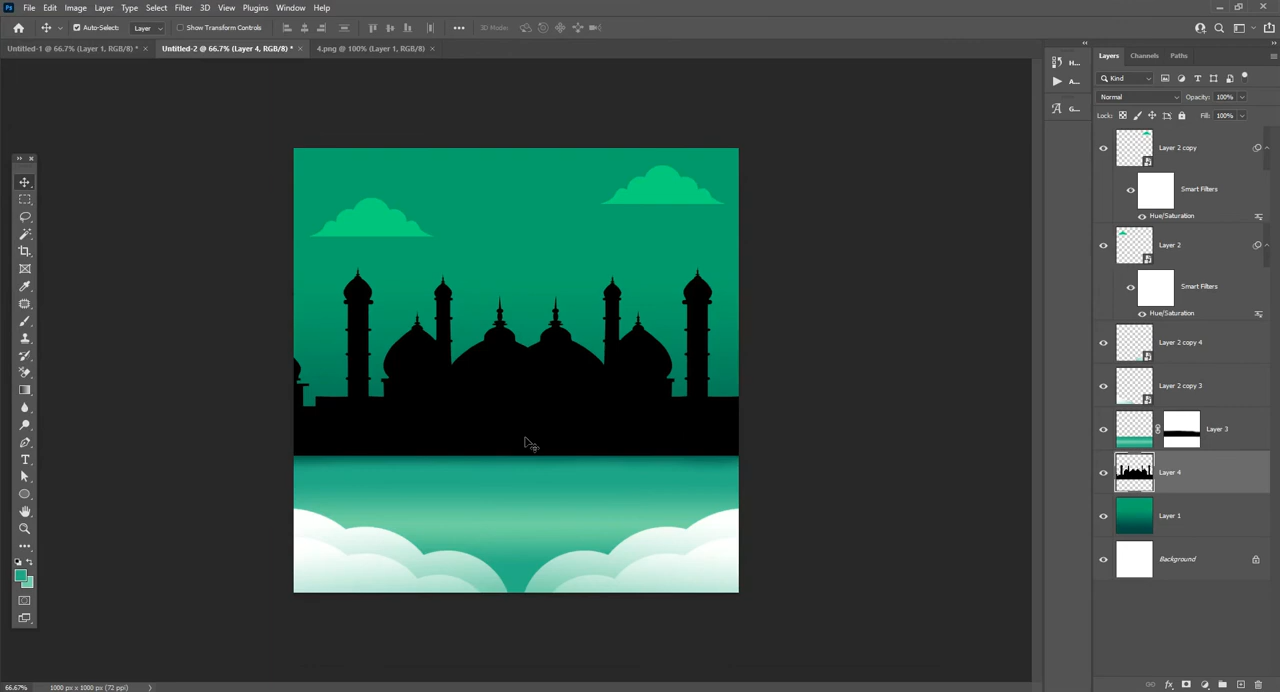 Ps File Edit Image Layer Type Select Filter 3D View Plugins Window Help
Auto-Select: Layer Show Transform Controls 3D Mode:
Untitled-1 @ 66.7% (Layer 1, RGB/8) * × Untitled-2 @ 66.7% (Layer 4, RGB/8) * × 4.png @ 100% (Layer 1, RGB/8) ×
Layers Channels Paths
H...
A...
G...
Kind
Normal Opacity: 100%
Lock: Fill: 100%
Layer 2 copy
Smart Filters
Hue/Saturation
Layer 2
Smart Filters
Hue/Saturation
Layer 2 copy 4
Layer 2 copy 3
Layer 3
Layer 4
Layer 1
Background
66.67% 1000 px x 1000 px (72 ppi)